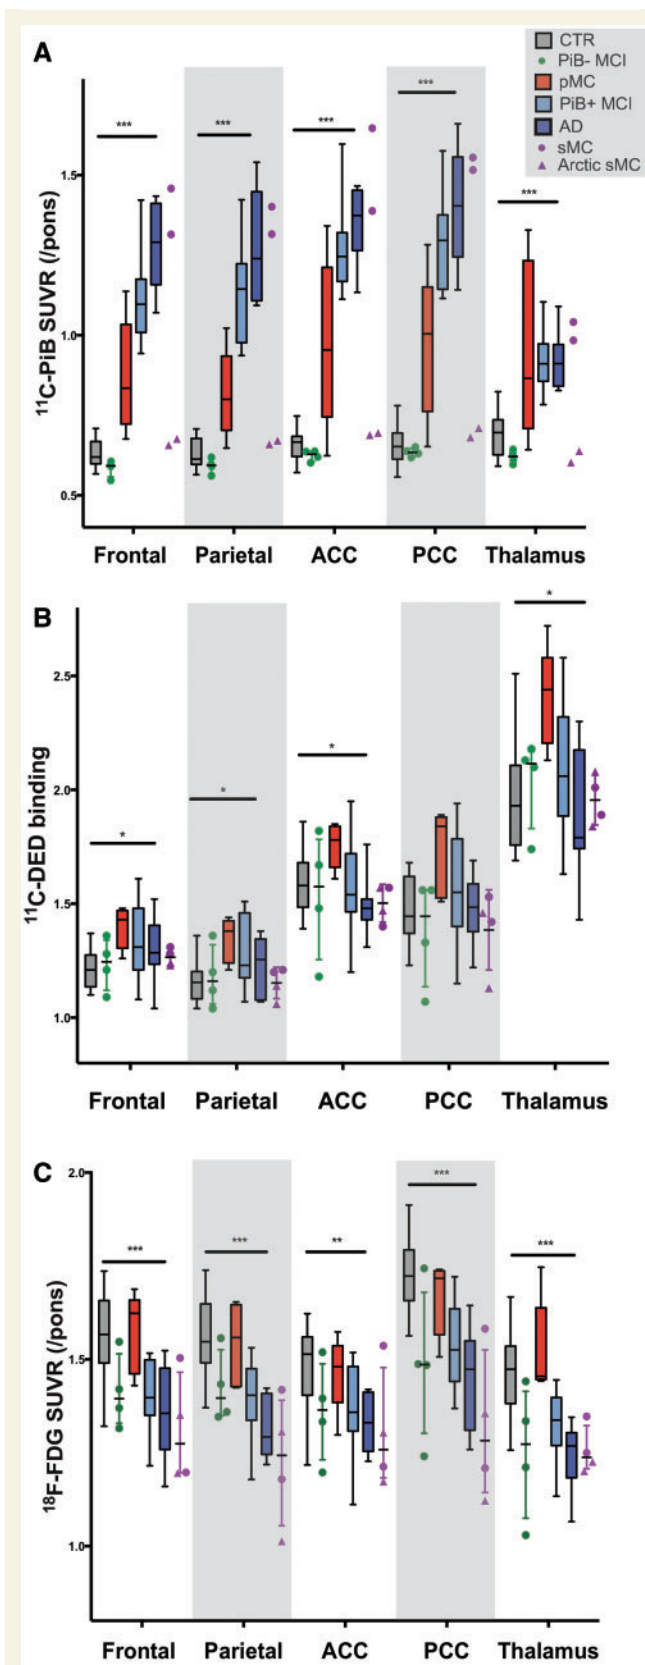 A
CTR
PiB- MCI
pMC
PiB+ MCI
AD
sMC
Arctic sMC
*** *** *** *** ***
¹¹C-PiB SUVR (/pons)
1.5
1.0
0.5
Frontal Parietal ACC PCC Thalamus
B
* * * *
¹¹C-DED binding
2.5
2.0
1.5
1.0
Frontal Parietal ACC PCC Thalamus
C
*** *** ** *** ***
¹⁸F-FDG SUVR (/pons)
2.0
1.5
1.0
Frontal Parietal ACC PCC Thalamus